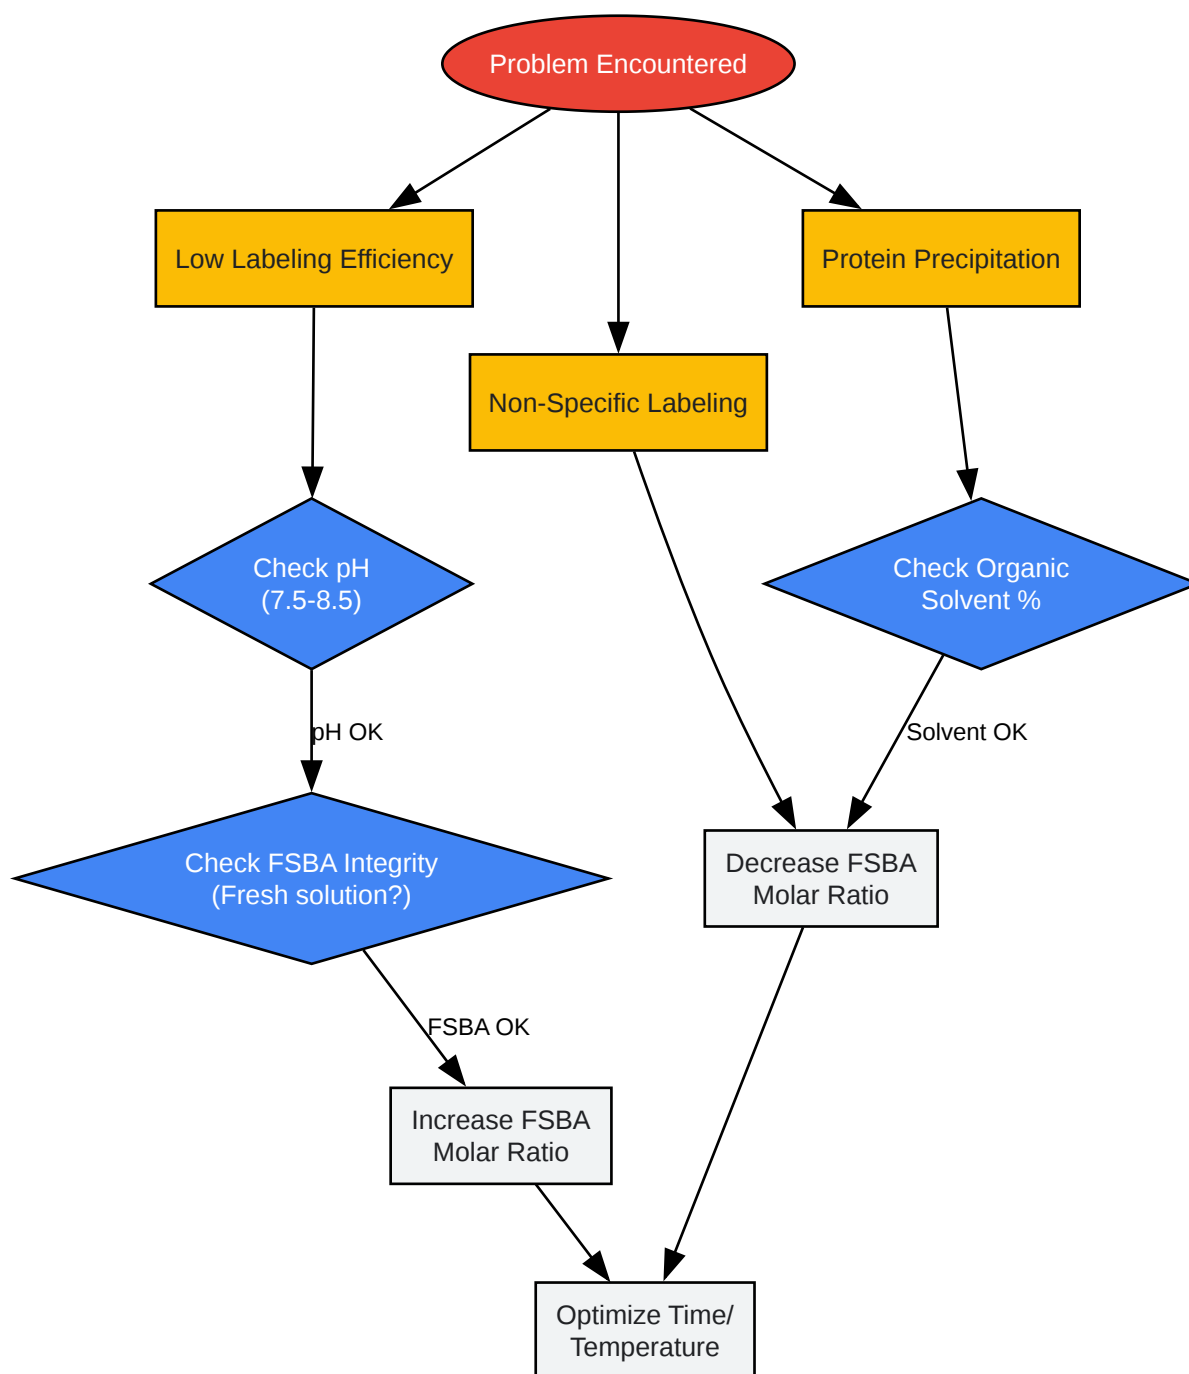 Problem Encountered
Low Labeling Efficiency
Protein Precipitation
Non-Specific Labeling
Check pH
(7.5-8.5)
Check Organic
Solvent %
pH OK
Solvent OK
Check FSBA Integrity
(Fresh solution?)
Decrease FSBA
Molar Ratio
FSBA OK
Increase FSBA
Molar Ratio
Optimize Time/
Temperature